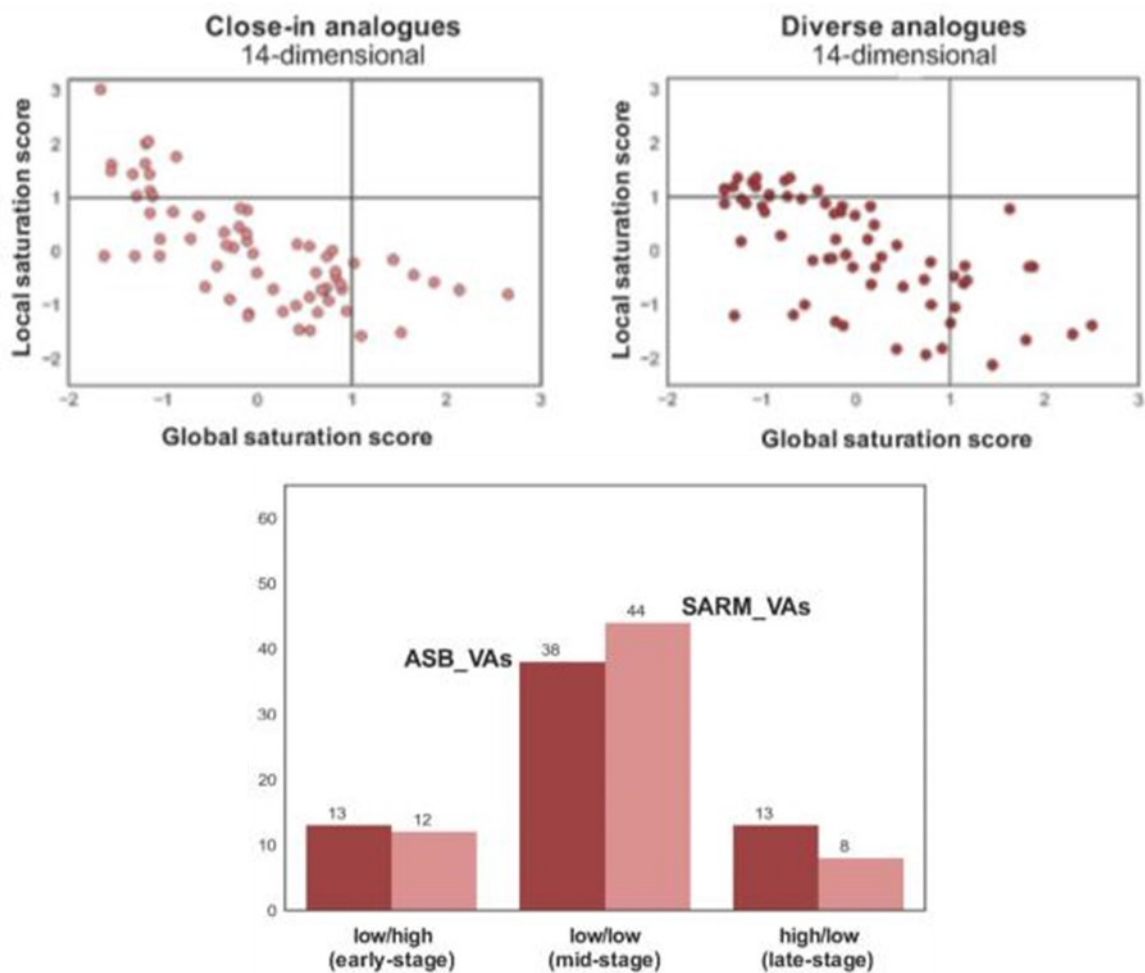 Close-in analogues
14-dimensional
Diverse analogues
14-dimensional
Local saturation score
3
2
1
0
−1
−2
−2
−1
0
1
2
3
Global saturation score
Local saturation score
3
2
1
0
−1
−2
−2
−1
0
1
2
3
Global saturation score
60
50
40
30
20
10
0
13
12
ASB_VAs
38
44
SARM_VAs
13
8
low/high
(early-stage)
low/low
(mid-stage)
high/low
(late-stage)